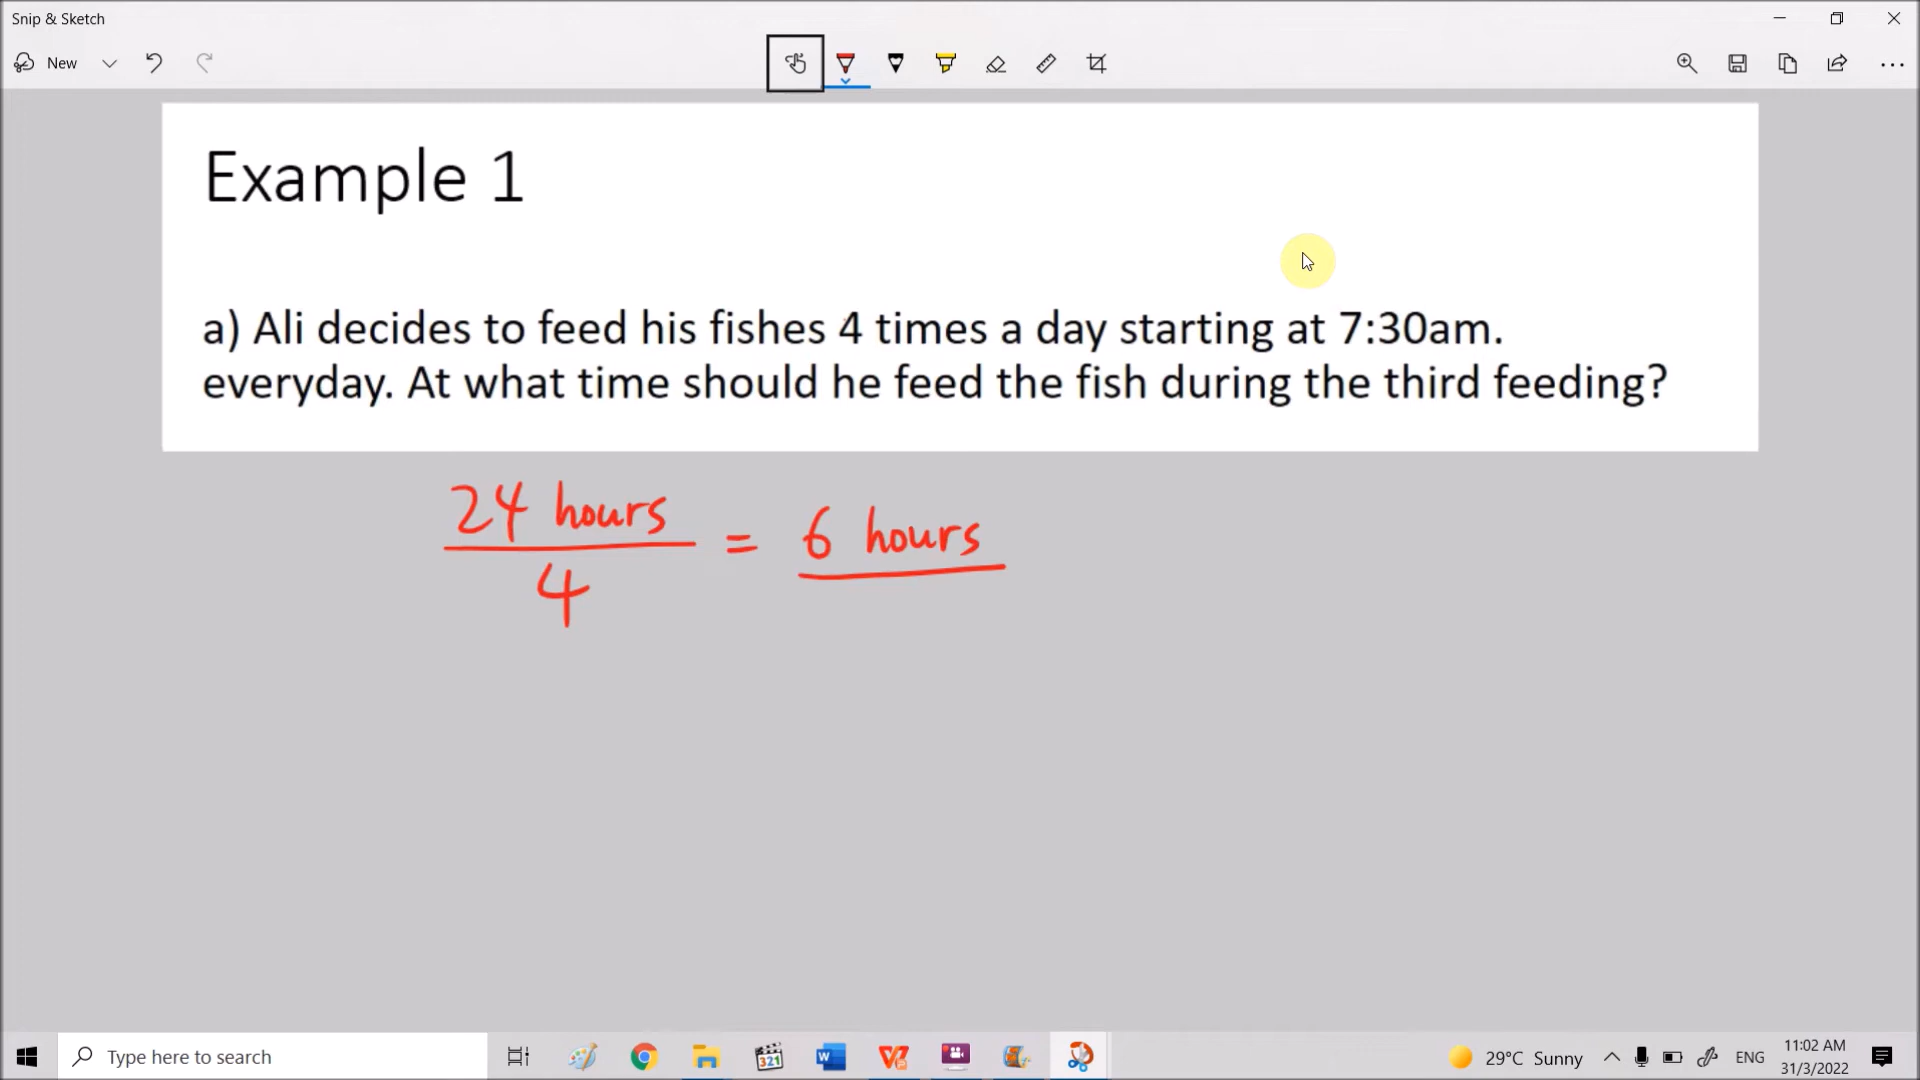 Snip & Sketch
New
Example 1
a) Ali decides to feed his fishes 4 times a day starting at 7:30am.
everyday. At what time should he feed the fish during the third feeding?
24 hours
4
= 6 hours
Type here to search
321
W
29°C Sunny
ENG
11:02 AM
31/3/2022